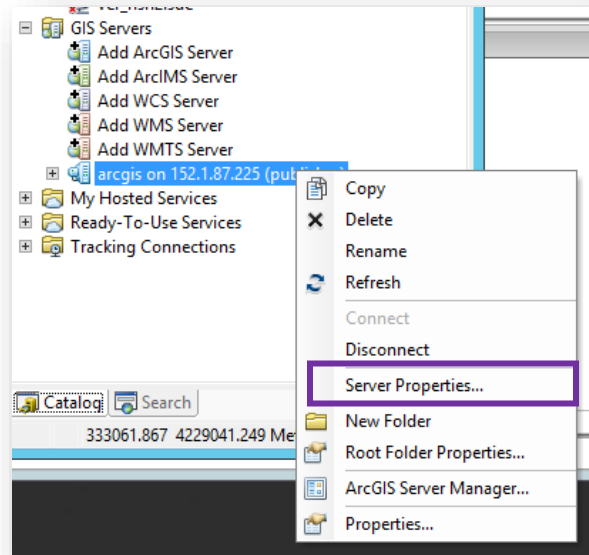 GIS Servers
Add ArcGIS Server
Add ArcIMS Server
Add WCS Server
Add WMS Server
Add WMTS Server
arcgis on 152.1.87.225
My Hosted Services
Ready-To-Use Services
Tracking Connections
Copy
Delete
Rename
Refresh
Connect
Disconnect
Server Properties...
New Folder
Root Folder Properties...
ArcGIS Server Manager...
Properties...
Catalog
Search
333061.867 4229041.249